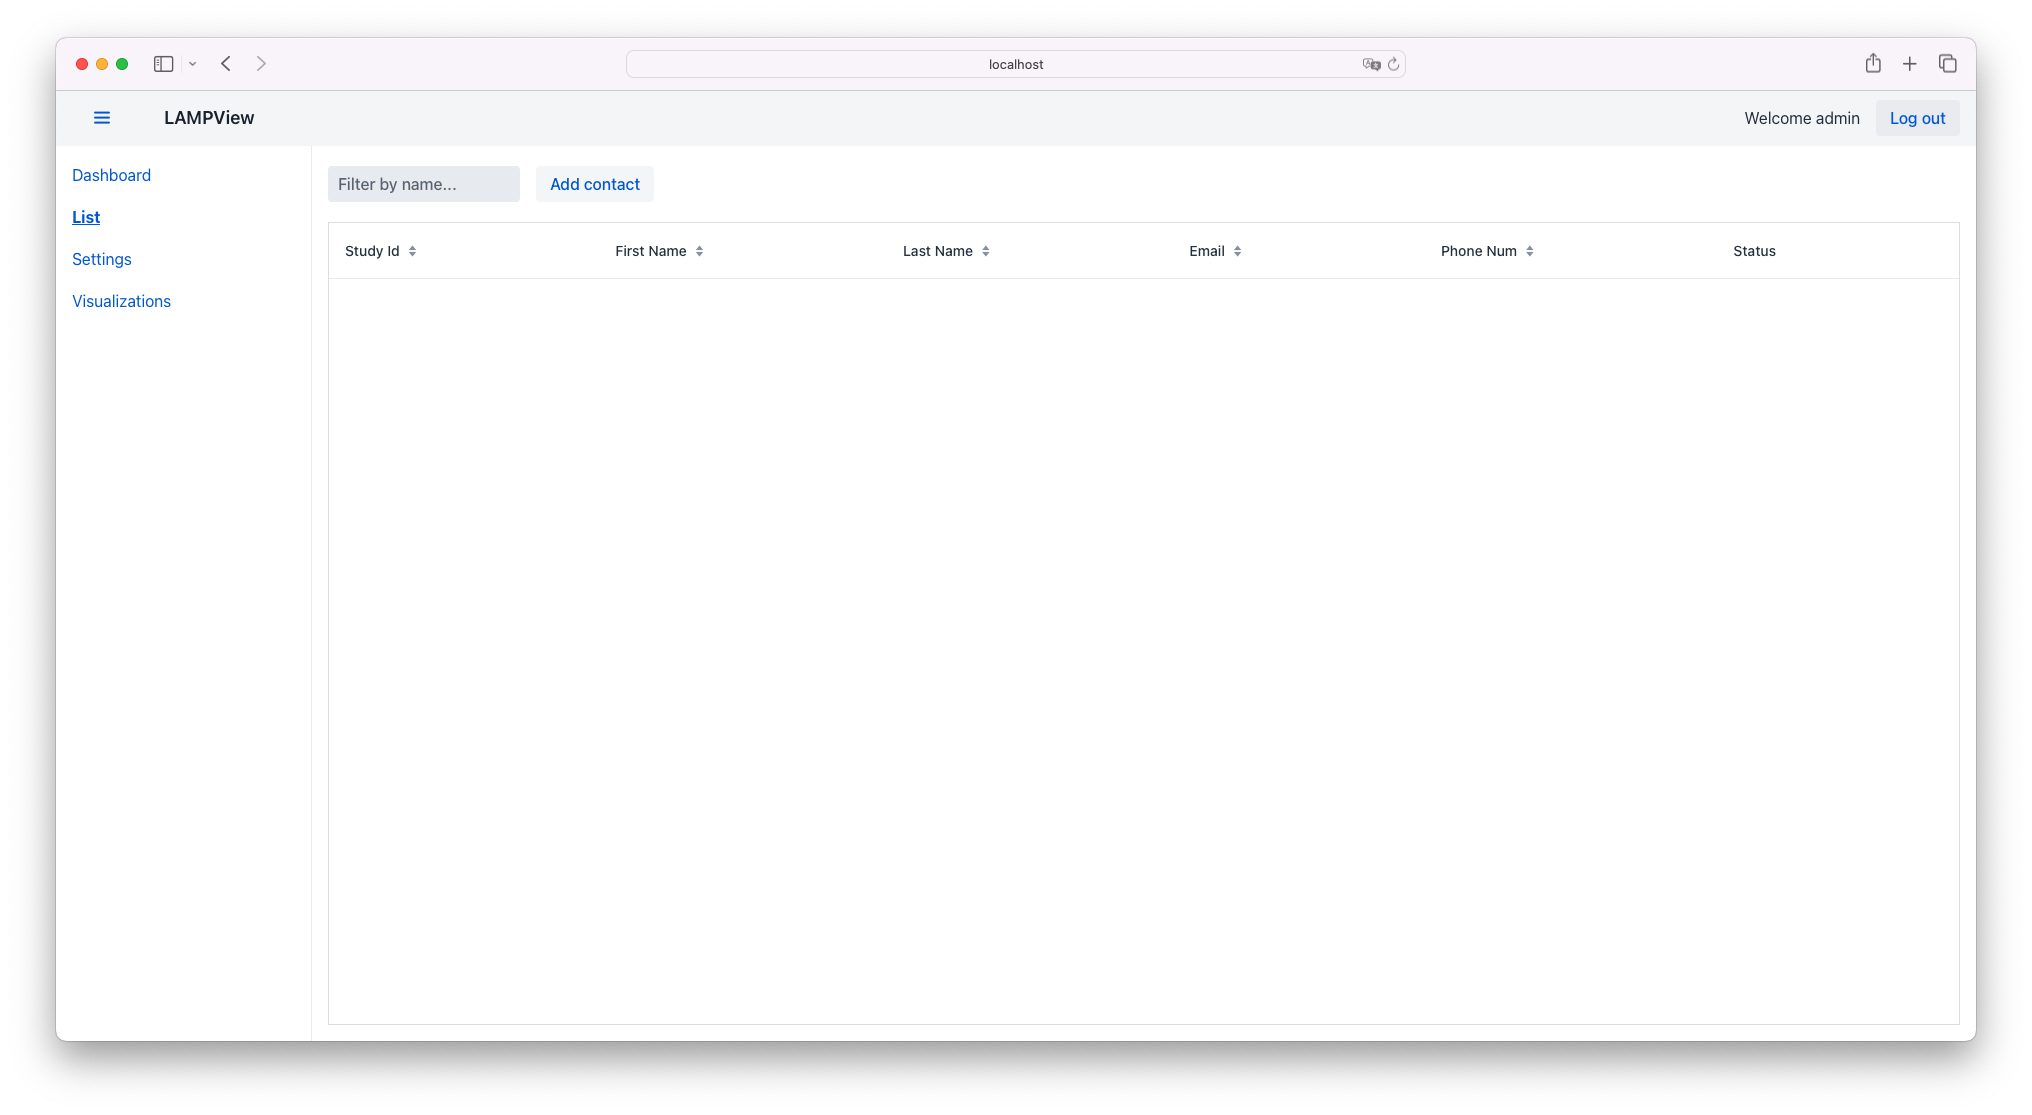 localhost
LAMPView
Welcome admin
Log out
Dashboard
List
Settings
Visualizations
Filter by name...
Add contact
Study Id
First Name
Last Name
Email
Phone Num
Status